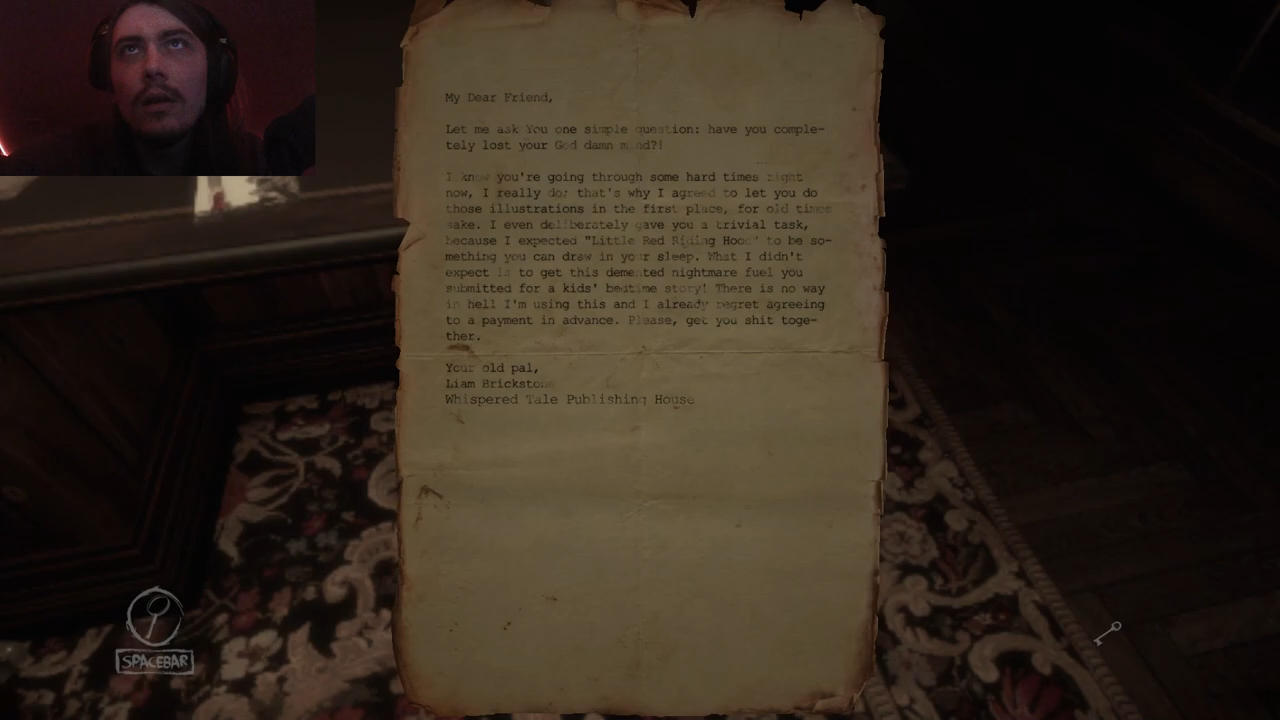 My Dear Friend,
Let me ask You one simple question: have you comple-
tely lost your God damn mind?!
I know you're going through some hard times right
now, I really do; that's why I agreed to let you do
those illustrations in the first place, for old times
sake. I even deliberately gave you a trivial task,
because I expected "Little Red Riding Hood" to be so-
mething you can draw in your sleep. What I didn't
expect is to get this demented nightmare fuel you
submitted for a kids' bedtime story! There is no way
in hell I'm using this and I already regret agreeing
to a payment in advance. Please, get you shit toge-
ther.
Your old pal,
Liam Brickstone
Whispered Tale Publishing House
SPACEBAR